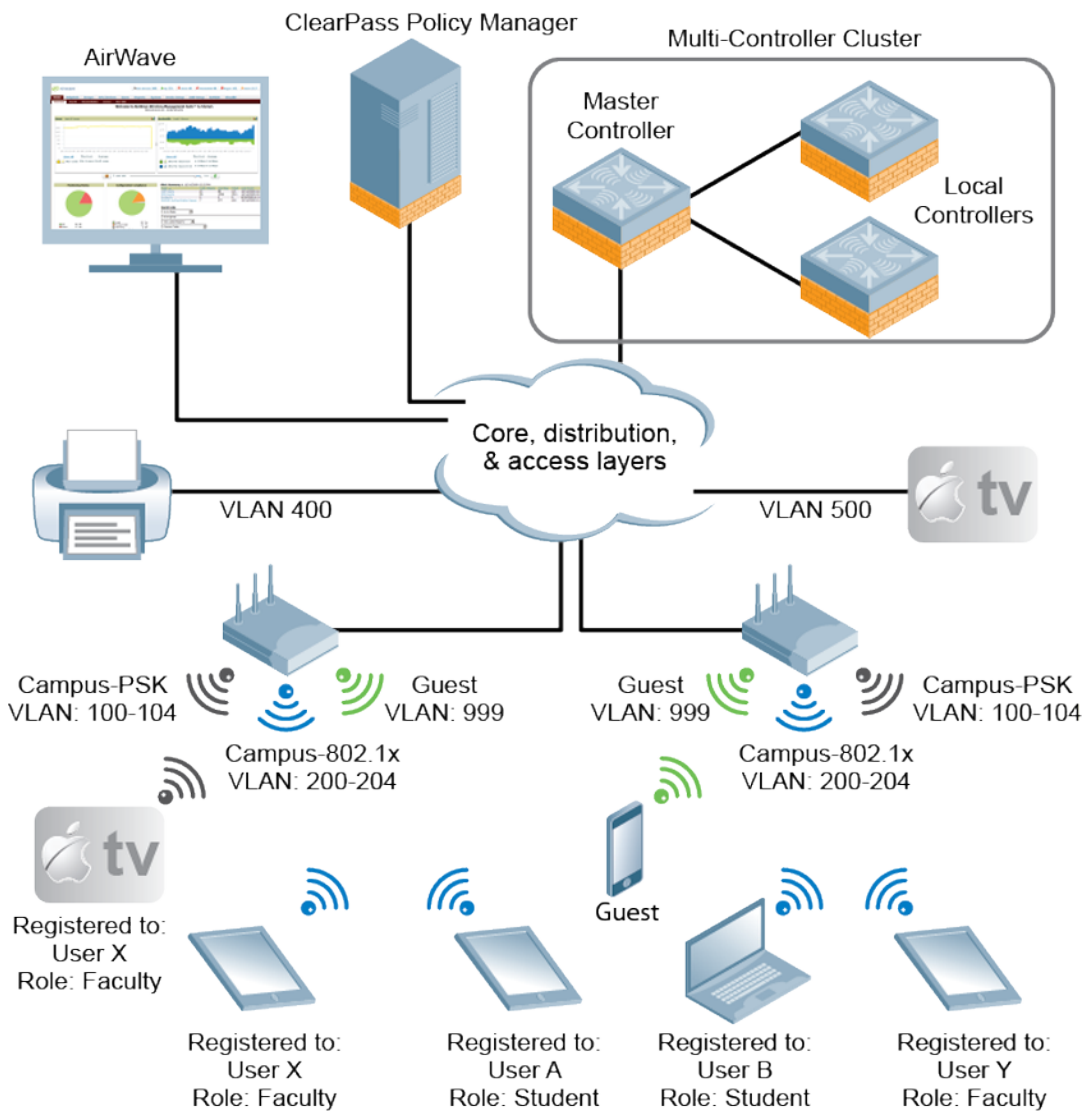 ClearPass Policy Manager
AirWave
Multi-Controller Cluster
Master
Controller
Local
Controllers
Core, distribution,
& access layers
VLAN 400
VLAN 500
tv
Campus-PSK
VLAN: 100-104
Guest
VLAN: 999
Guest
VLAN: 999
Campus-PSK
VLAN: 100-104
Campus-802.1x
VLAN: 200-204
Campus-802.1x
VLAN: 200-204
tv
Registered to:
User X
Role: Faculty
Guest
Registered to:
User X
Role: Faculty
Registered to:
User A
Role: Student
Registered to:
User B
Role: Student
Registered to:
User Y
Role: Faculty